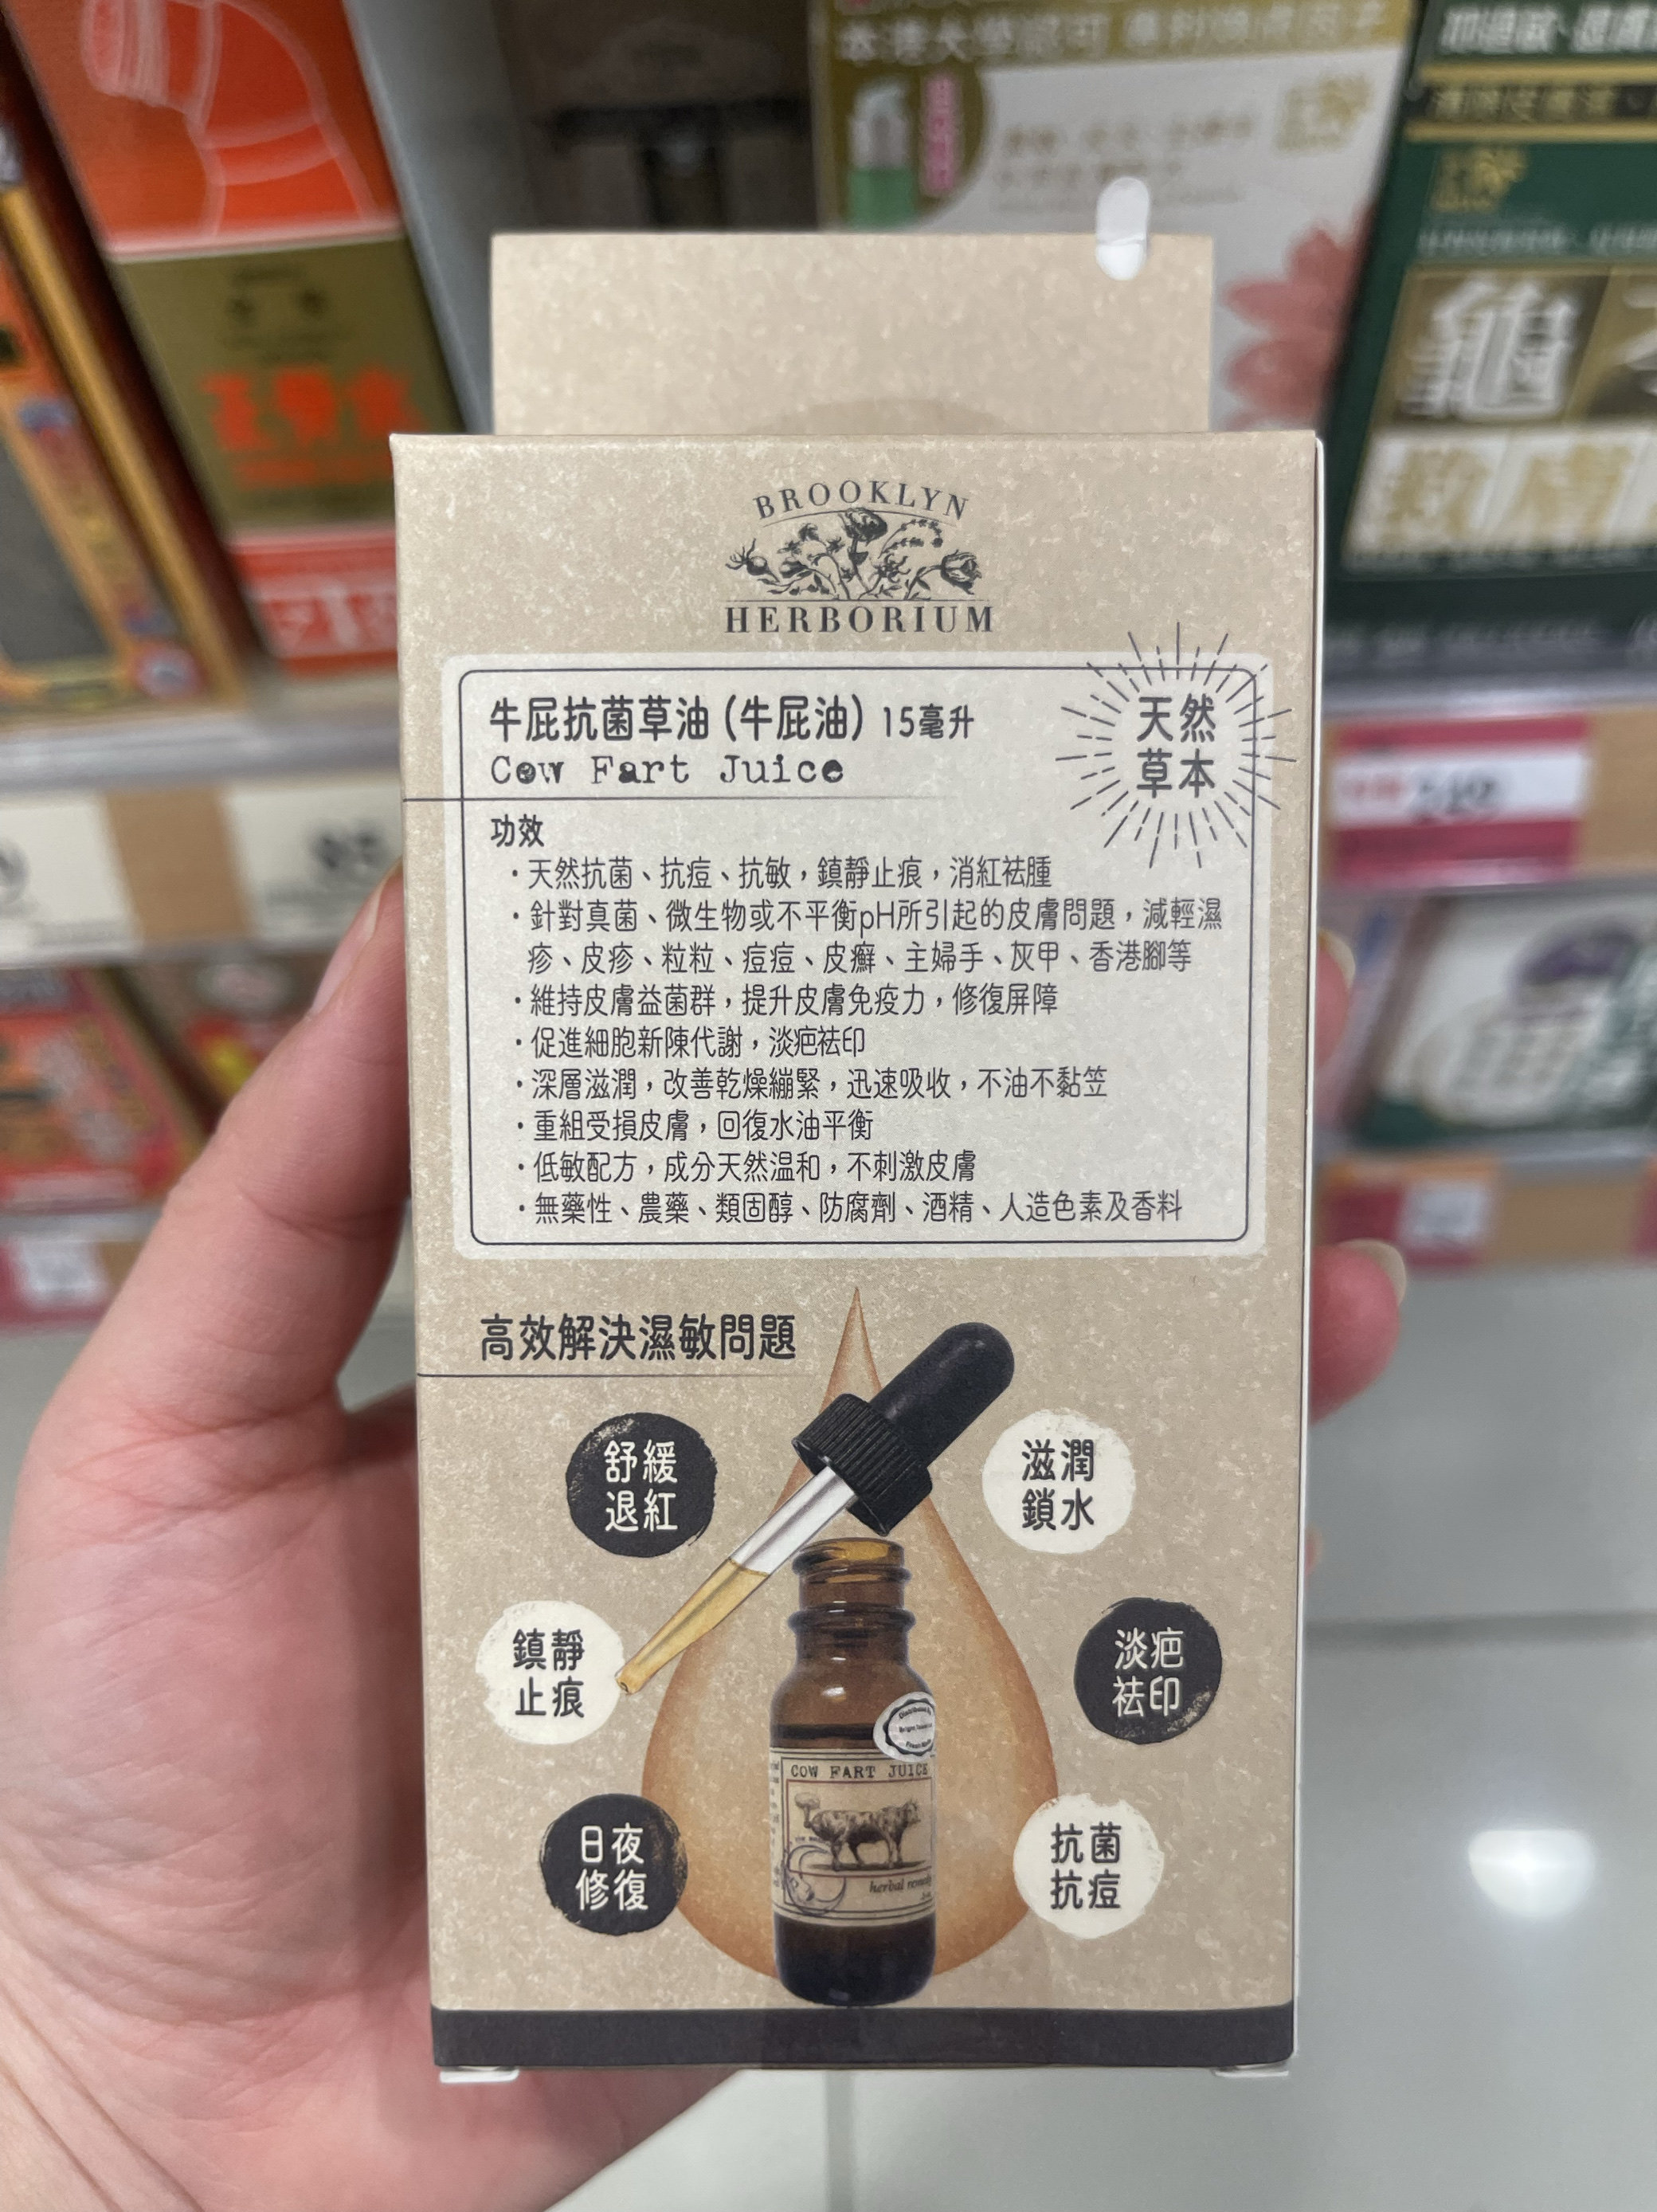 BROOKLYN
HERBORIUM
牛屁抗菌草油 (牛屁油) 15毫升
Cow Fart Juice
天然
草本
功效
・天然抗菌、抗痘、抗敏，鎮靜止痕，消紅袪腫
・針對真菌、微生物或不平衡pH所引起的皮膚問題，減輕濕
疹、皮疹、粒粒、痘痘、皮癬、主婦手、灰甲、香港腳等
・維持皮膚益菌群，提升皮膚免疫力，修復屏障
・促進細胞新陳代謝，淡疤袪印
・深層滋潤，改善乾燥繃緊，迅速吸收，不油不黏笠
・重組受損皮膚，回復水油平衡
・低敏配方，成分天然温和，不刺激皮膚
・無藥性、農藥、類固醇、防腐劑、酒精、人造色素及香料
高效解決濕敏問題
舒緩
退紅
滋潤
鎖水
鎮靜
止痕
淡疤
袪印
日夜
修復
抗菌
抗痘
COW FART JUICE
herbal
龜